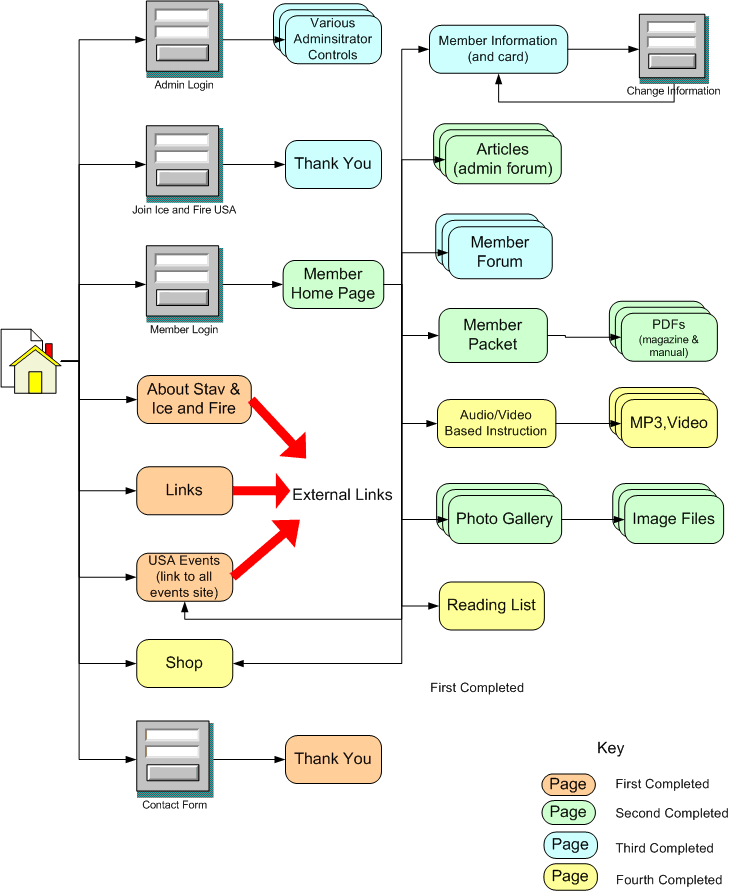 Admin Login
Various
Adminsitrator
Controls
Member Information
(and card)
Change Information
Join Ice and Fire USA
Thank You
Articles
(admin forum)
Member
Forum
Member Login
Member
Home Page
Member
Packet
PDFs
(magazine &
manual)
About Stav &
Ice and Fire
Audio/Video
Based Instruction
MP3,Video
Links
External Links
Photo Gallery
Image Files
USA Events
(link to all
events site)
Reading List
Shop
First Completed
Contact Form
Thank You
Key
Page
First Completed
Page
Second Completed
Page
Third Completed
Page
Fourth Completed